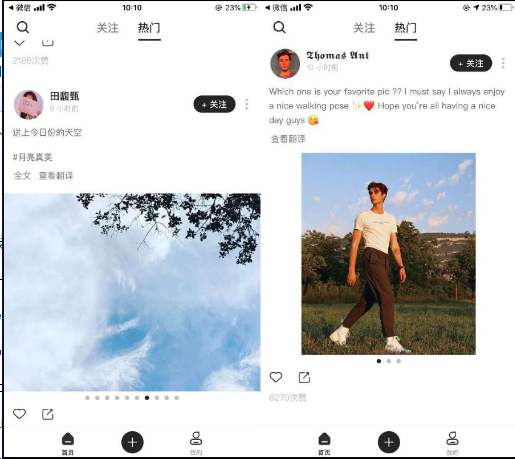 微信
10:10
23%
关注 热门
2188次赞
田馥甄
9 小时前
+ 关注
送上今日份的天空
#月亮真美
全文 查看翻译
首页
我的
微信
10:10
23%
关注 热门
𝕿𝖍𝖔𝖒𝖆𝖘 𝕬𝖓𝖙
10 小时前
+ 关注
Which one is your favorite pic ?? I must say I always enjoy
a nice walking pose ✨❤️ Hope you're all having a nice
day guys 😘
查看翻译
8270次赞
首页
我的